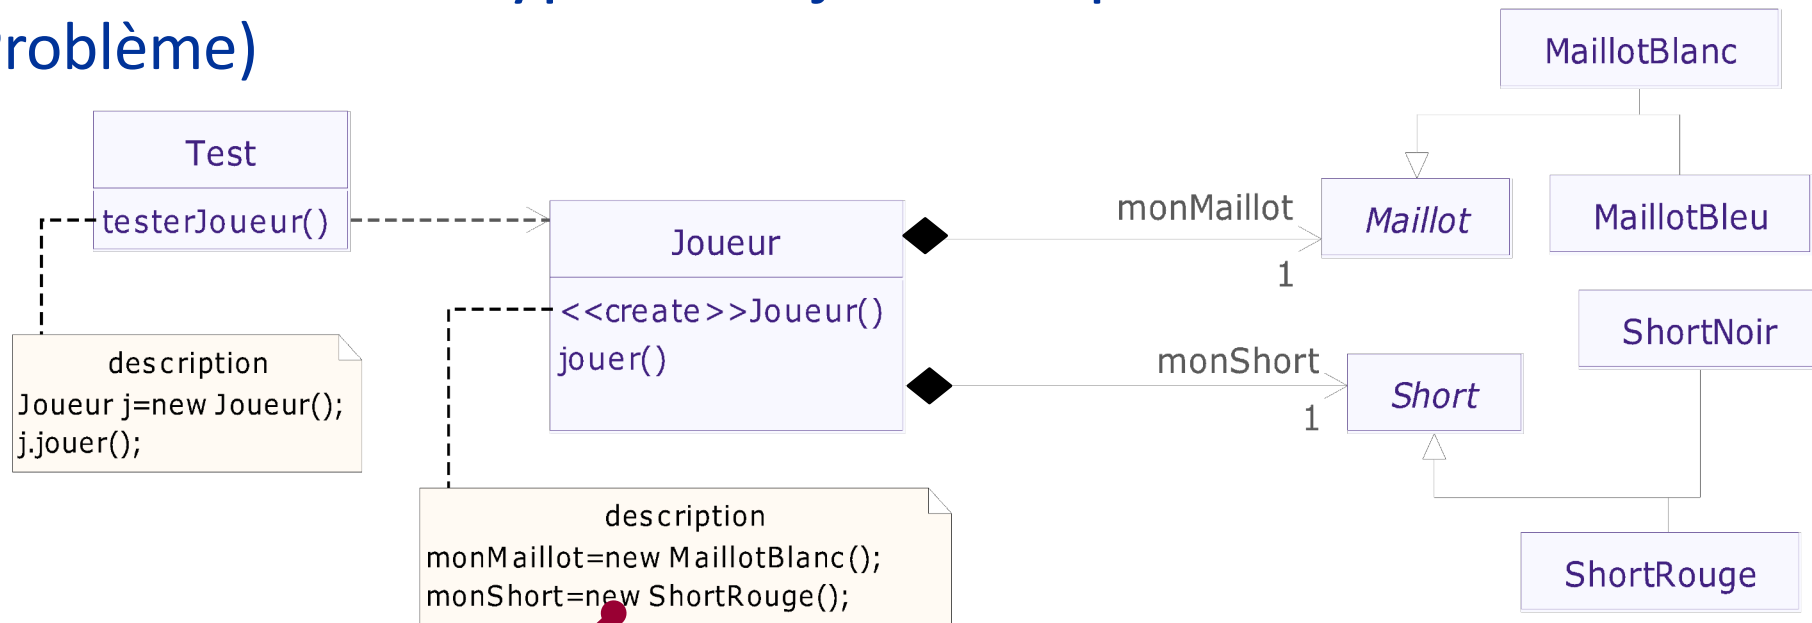 Problème)
MaillotBlanc
Test
testerJoueur()
Joueur
<<create>>Joueur()
jouer()
monMaillot
1
Maillot
MaillotBleu
monShort
1
Short
ShortNoir
ShortRouge
description
Joueur j=new Joueur();
j.jouer();
description
monMaillot=new MaillotBlanc();
monShort=new ShortRouge();